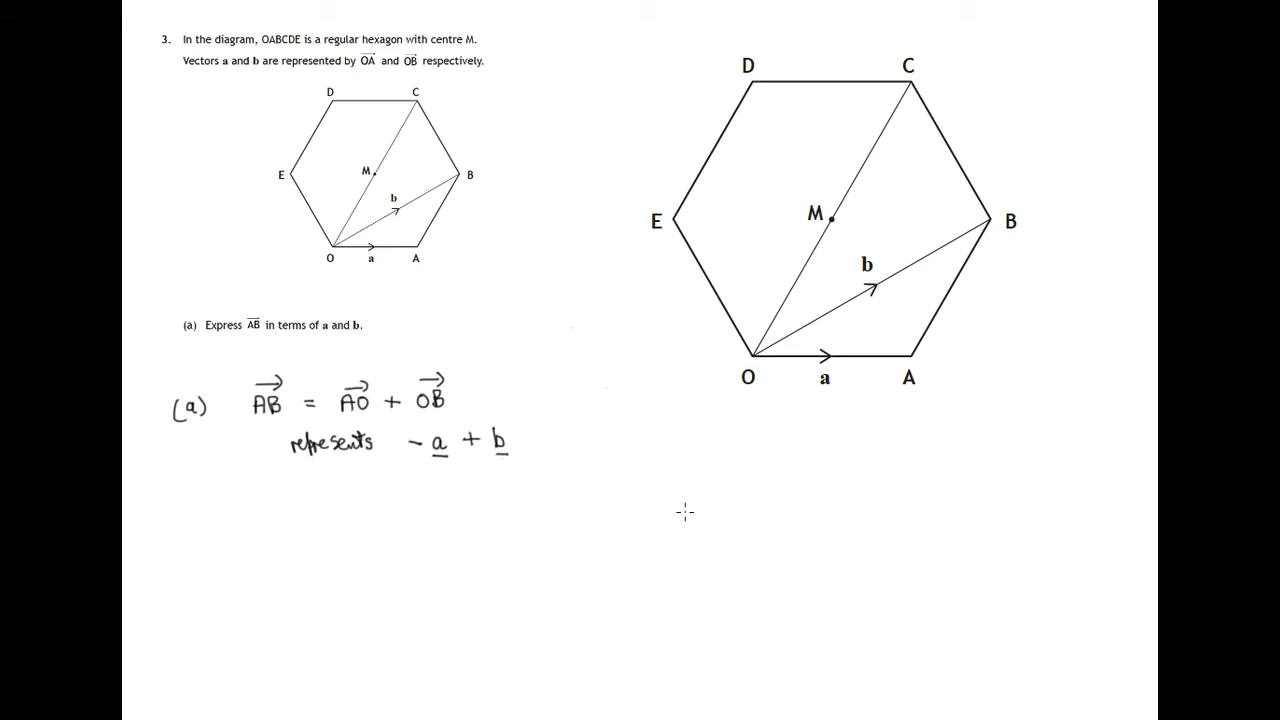 3. In the diagram, OABCDE is a regular hexagon with centre M.
Vectors a and b are represented by OA and OB respectively.
D C
E M B
b
O a A
D C
E M B
b
O a A
(a) Express AB in terms of a and b.
(a) AB = AO + OB
represents - a + b